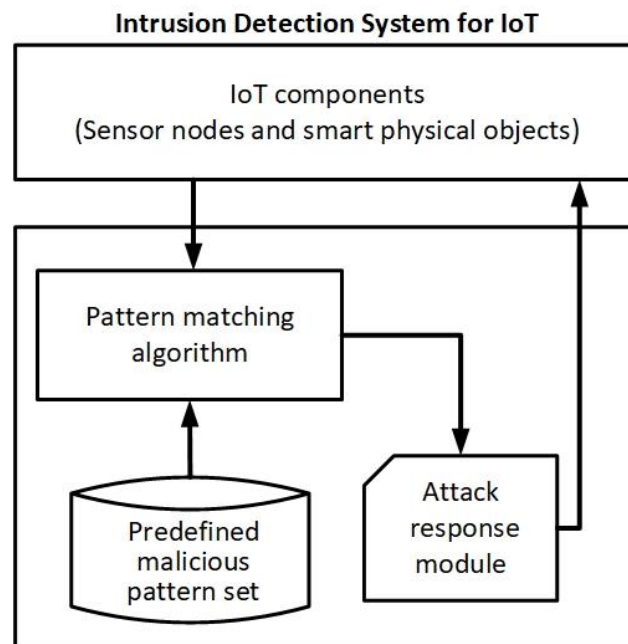 Intrusion Detection System for IoT
IoT components
(Sensor nodes and smart physical objects)
Pattern matching
algorithm
Predefined
malicious
pattern set
Attack
response
module